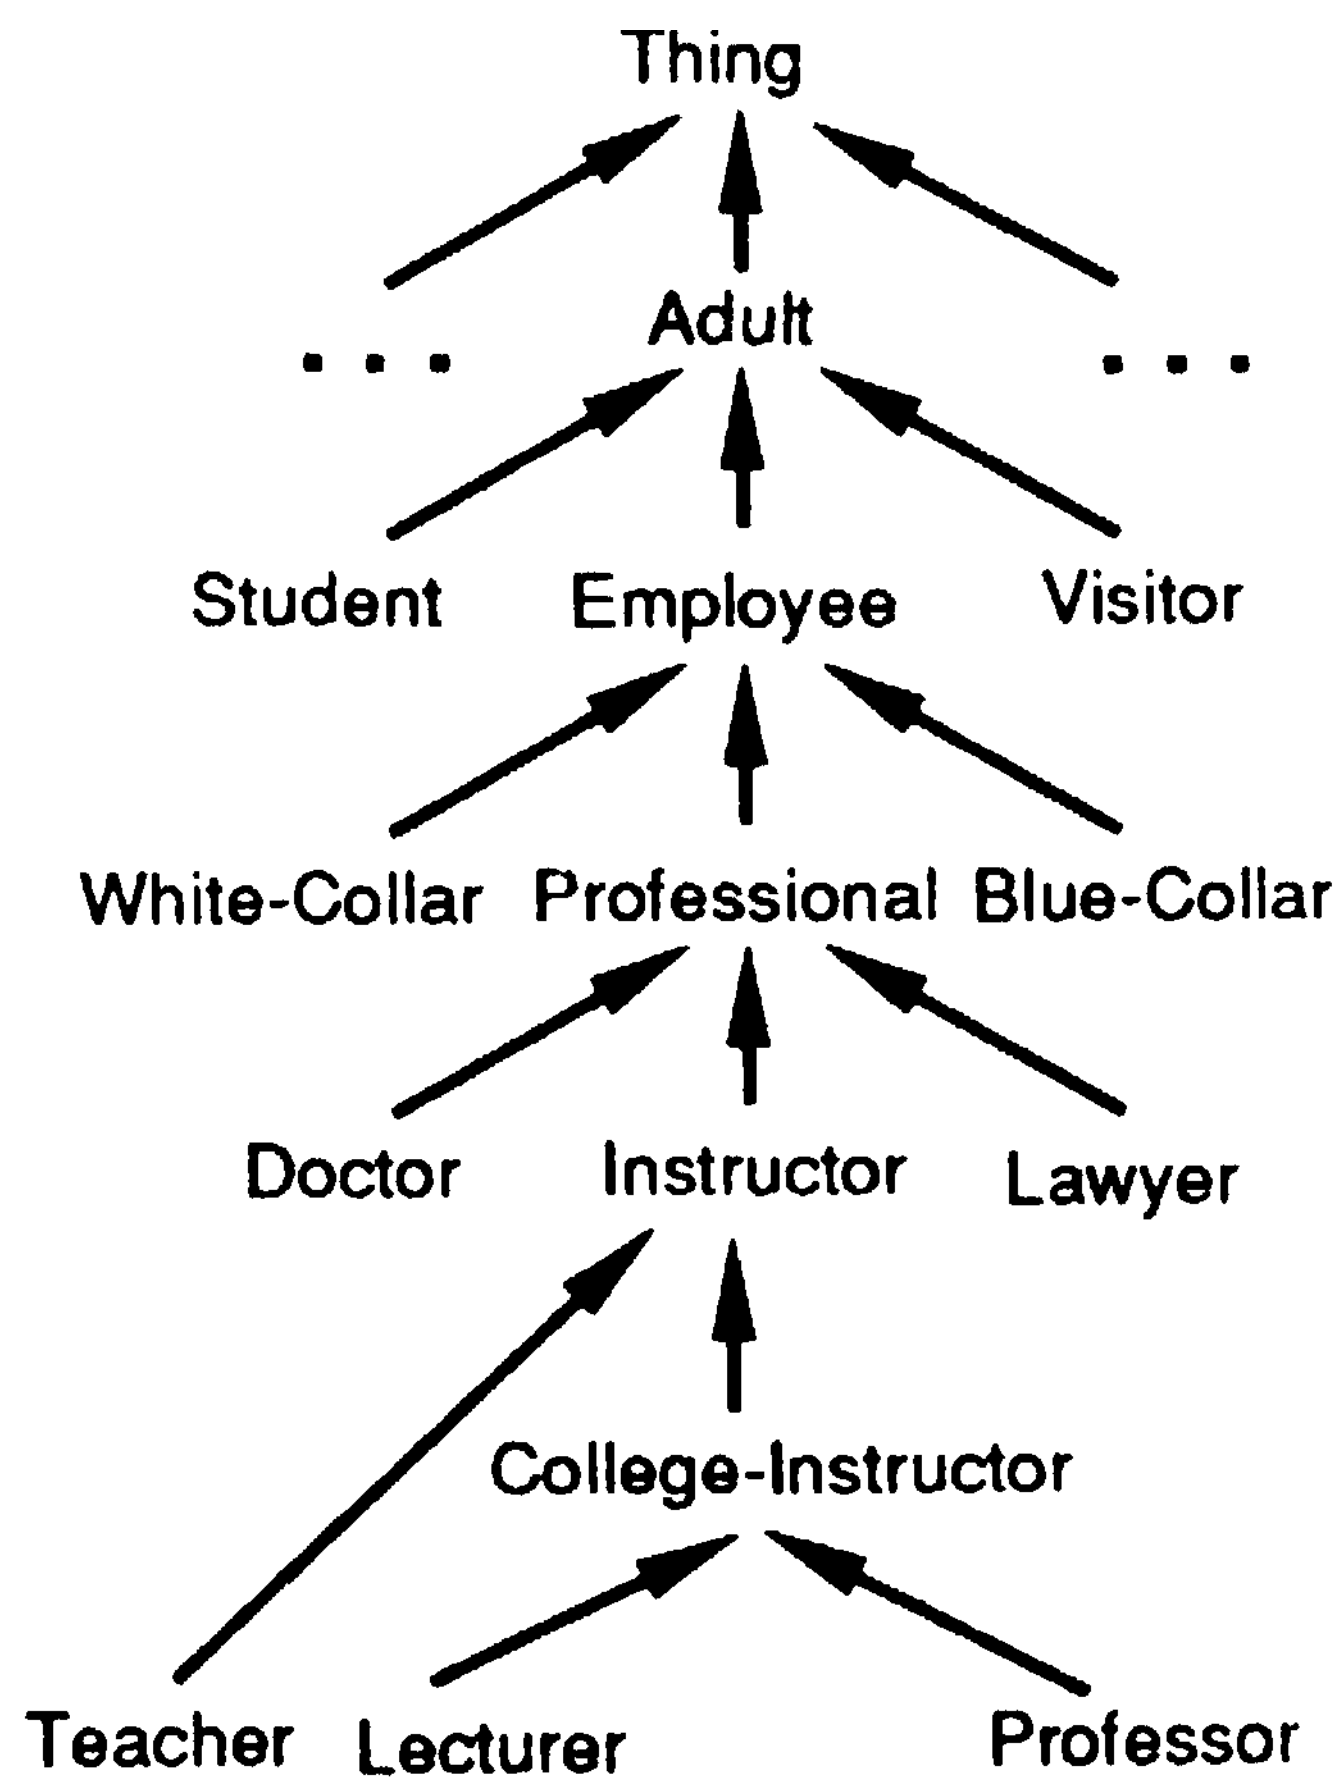 Thing
Adult
. . . . . .
Student Employee Visitor
White-Collar Professional Blue-Collar
Doctor Instructor Lawyer
College-Instructor
Teacher Lecturer Professor